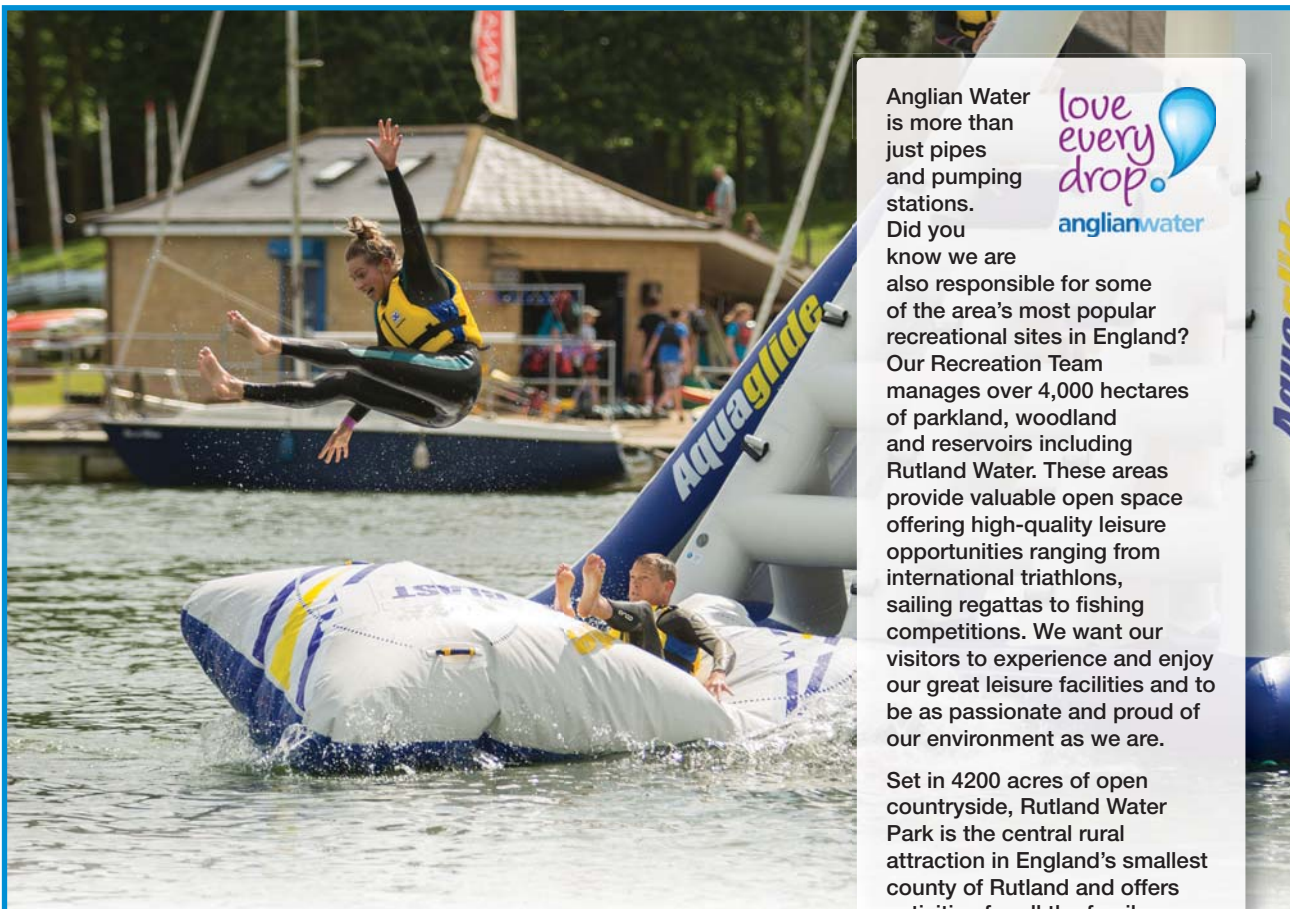 Anglian Water
is more than
just pipes
and pumping
stations.
Did you
know we are
also responsible for some
of the area's most popular
recreational sites in England?
Our Recreation Team
manages over 4,000 hectares
of parkland, woodland
and reservoirs including
Rutland Water. These areas
provide valuable open space
offering high-quality leisure
opportunities ranging from
international triathlons,
sailing regattas to fishing
competitions. We want our
visitors to experience and enjoy
our great leisure facilities and to
be as passionate and proud of
our environment as we are.
Set in 4200 acres of open
countryside, Rutland Water
Park is the central rural
attraction in England's smallest
county of Rutland and offers
love
every
drop
anglianwater
Aquaglide
BLAST
Aquaglide